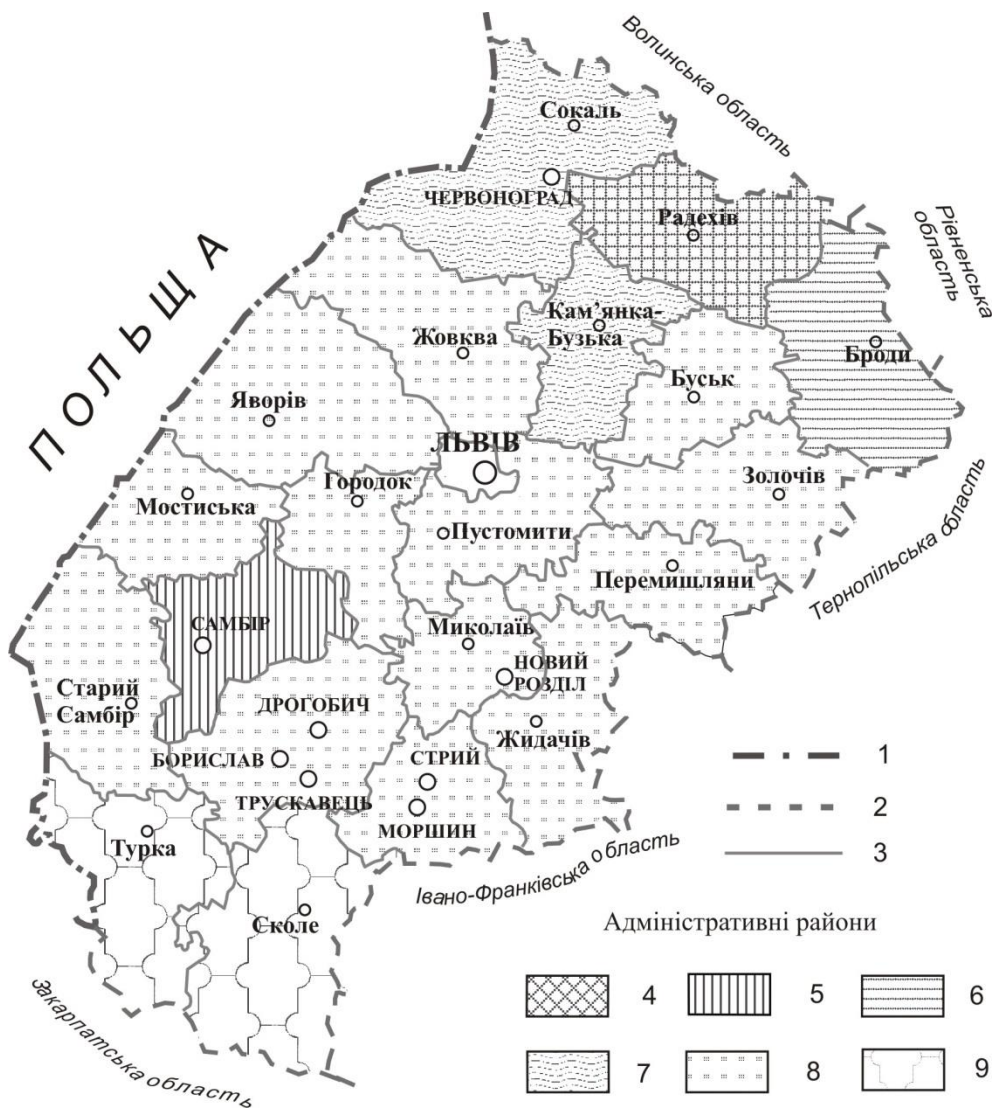 Волинська область
Сокаль
ЧЕРВОНОГРАД
Радехів
Рівненська
область
ПОЛЬЩА
Кам’янка-
Бузька
Жовква
Броди
Буськ
Яворів
ЛЬВІВ
Городок
Золочів
Мостиська
Пустомити
Перемишляни
Тернопільська область
САМБІР
Миколаїв
НОВИЙ
РОЗДІЛ
Старий
Самбір
ДРОГОБИЧ
Жидачів
БОРИСЛАВ
СТРИЙ
ТРУСКАВЕЦЬ
МОРШИН
1
2
3
Турка
Івано-Франківська область
Сколе
Адміністративні райони
4
5
6
7
8
9
Закарпатська область